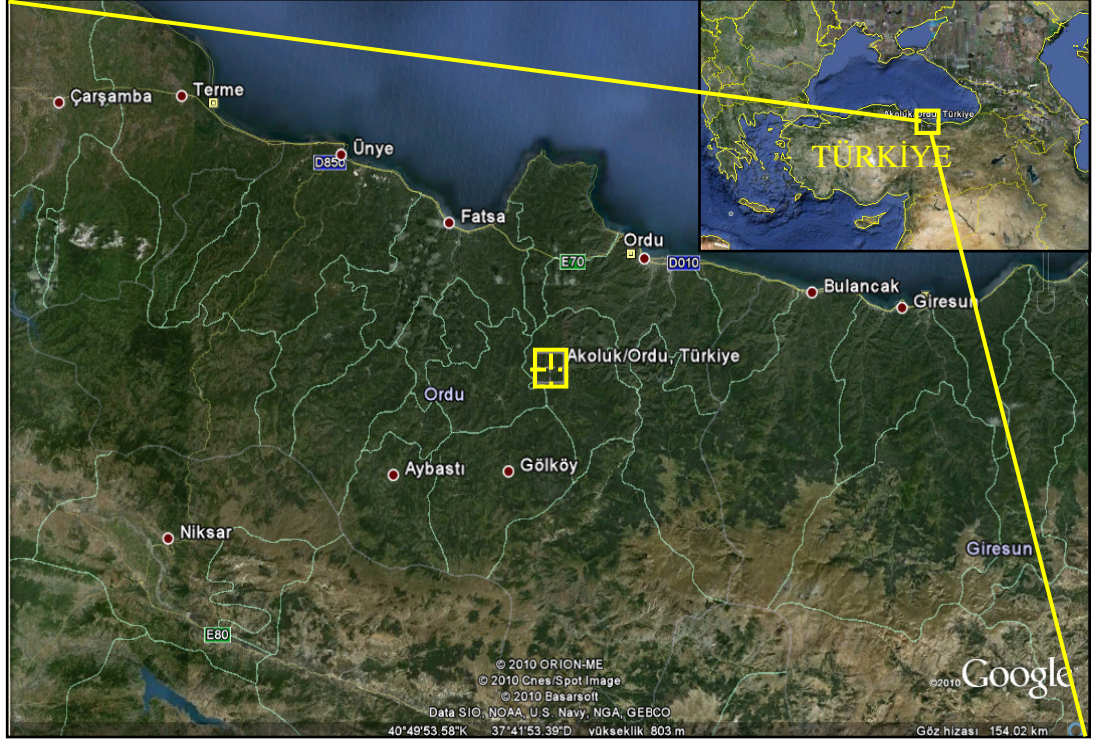 Çarşamba
Terme
Ünye
D850
Fatsa
Ordu
E70
D010
Akoluk/Ordu, Türkiye
TÜRKİYE
Bulancak
Giresun
Akoluk/Ordu, Türkiye
Ordu
Aybastı
Gölköy
Niksar
Giresun
E80
© 2010 ORION-ME
© 2010 Cnes/Spot Image
© 2010 Basarsoft
Data SIO, NOAA, U.S. Navy, NGA, GEBCO
©2010 Google
40°49'53.58"K 37°41'53.39"D yükseklik 803 m
Göz hizası 154.02 km